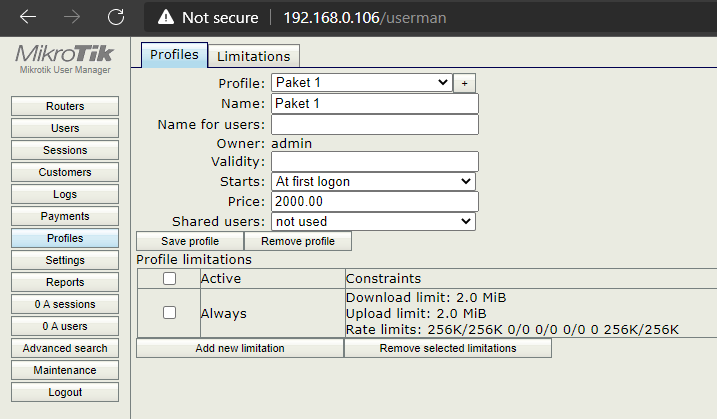 Not secure | 192.168.0.106/userman
MikroTik
Mikrotik User Manager
Routers
Users
Sessions
Customers
Logs
Payments
Profiles
Settings
Reports
0 A sessions
0 A users
Advanced search
Maintenance
Logout
Profiles Limitations
Profile: Paket 1 +
Name: Paket 1
Name for users:
Owner: admin
Validity:
Starts: At first logon
Price: 2000.00
Shared users: not used
Save profile Remove profile
Profile limitations
Active Constraints
Always
Download limit: 2.0 MiB
Upload limit: 2.0 MiB
Rate limits: 256K/256K 0/0 0/0 0/0 0 256K/256K
Add new limitation Remove selected limitations